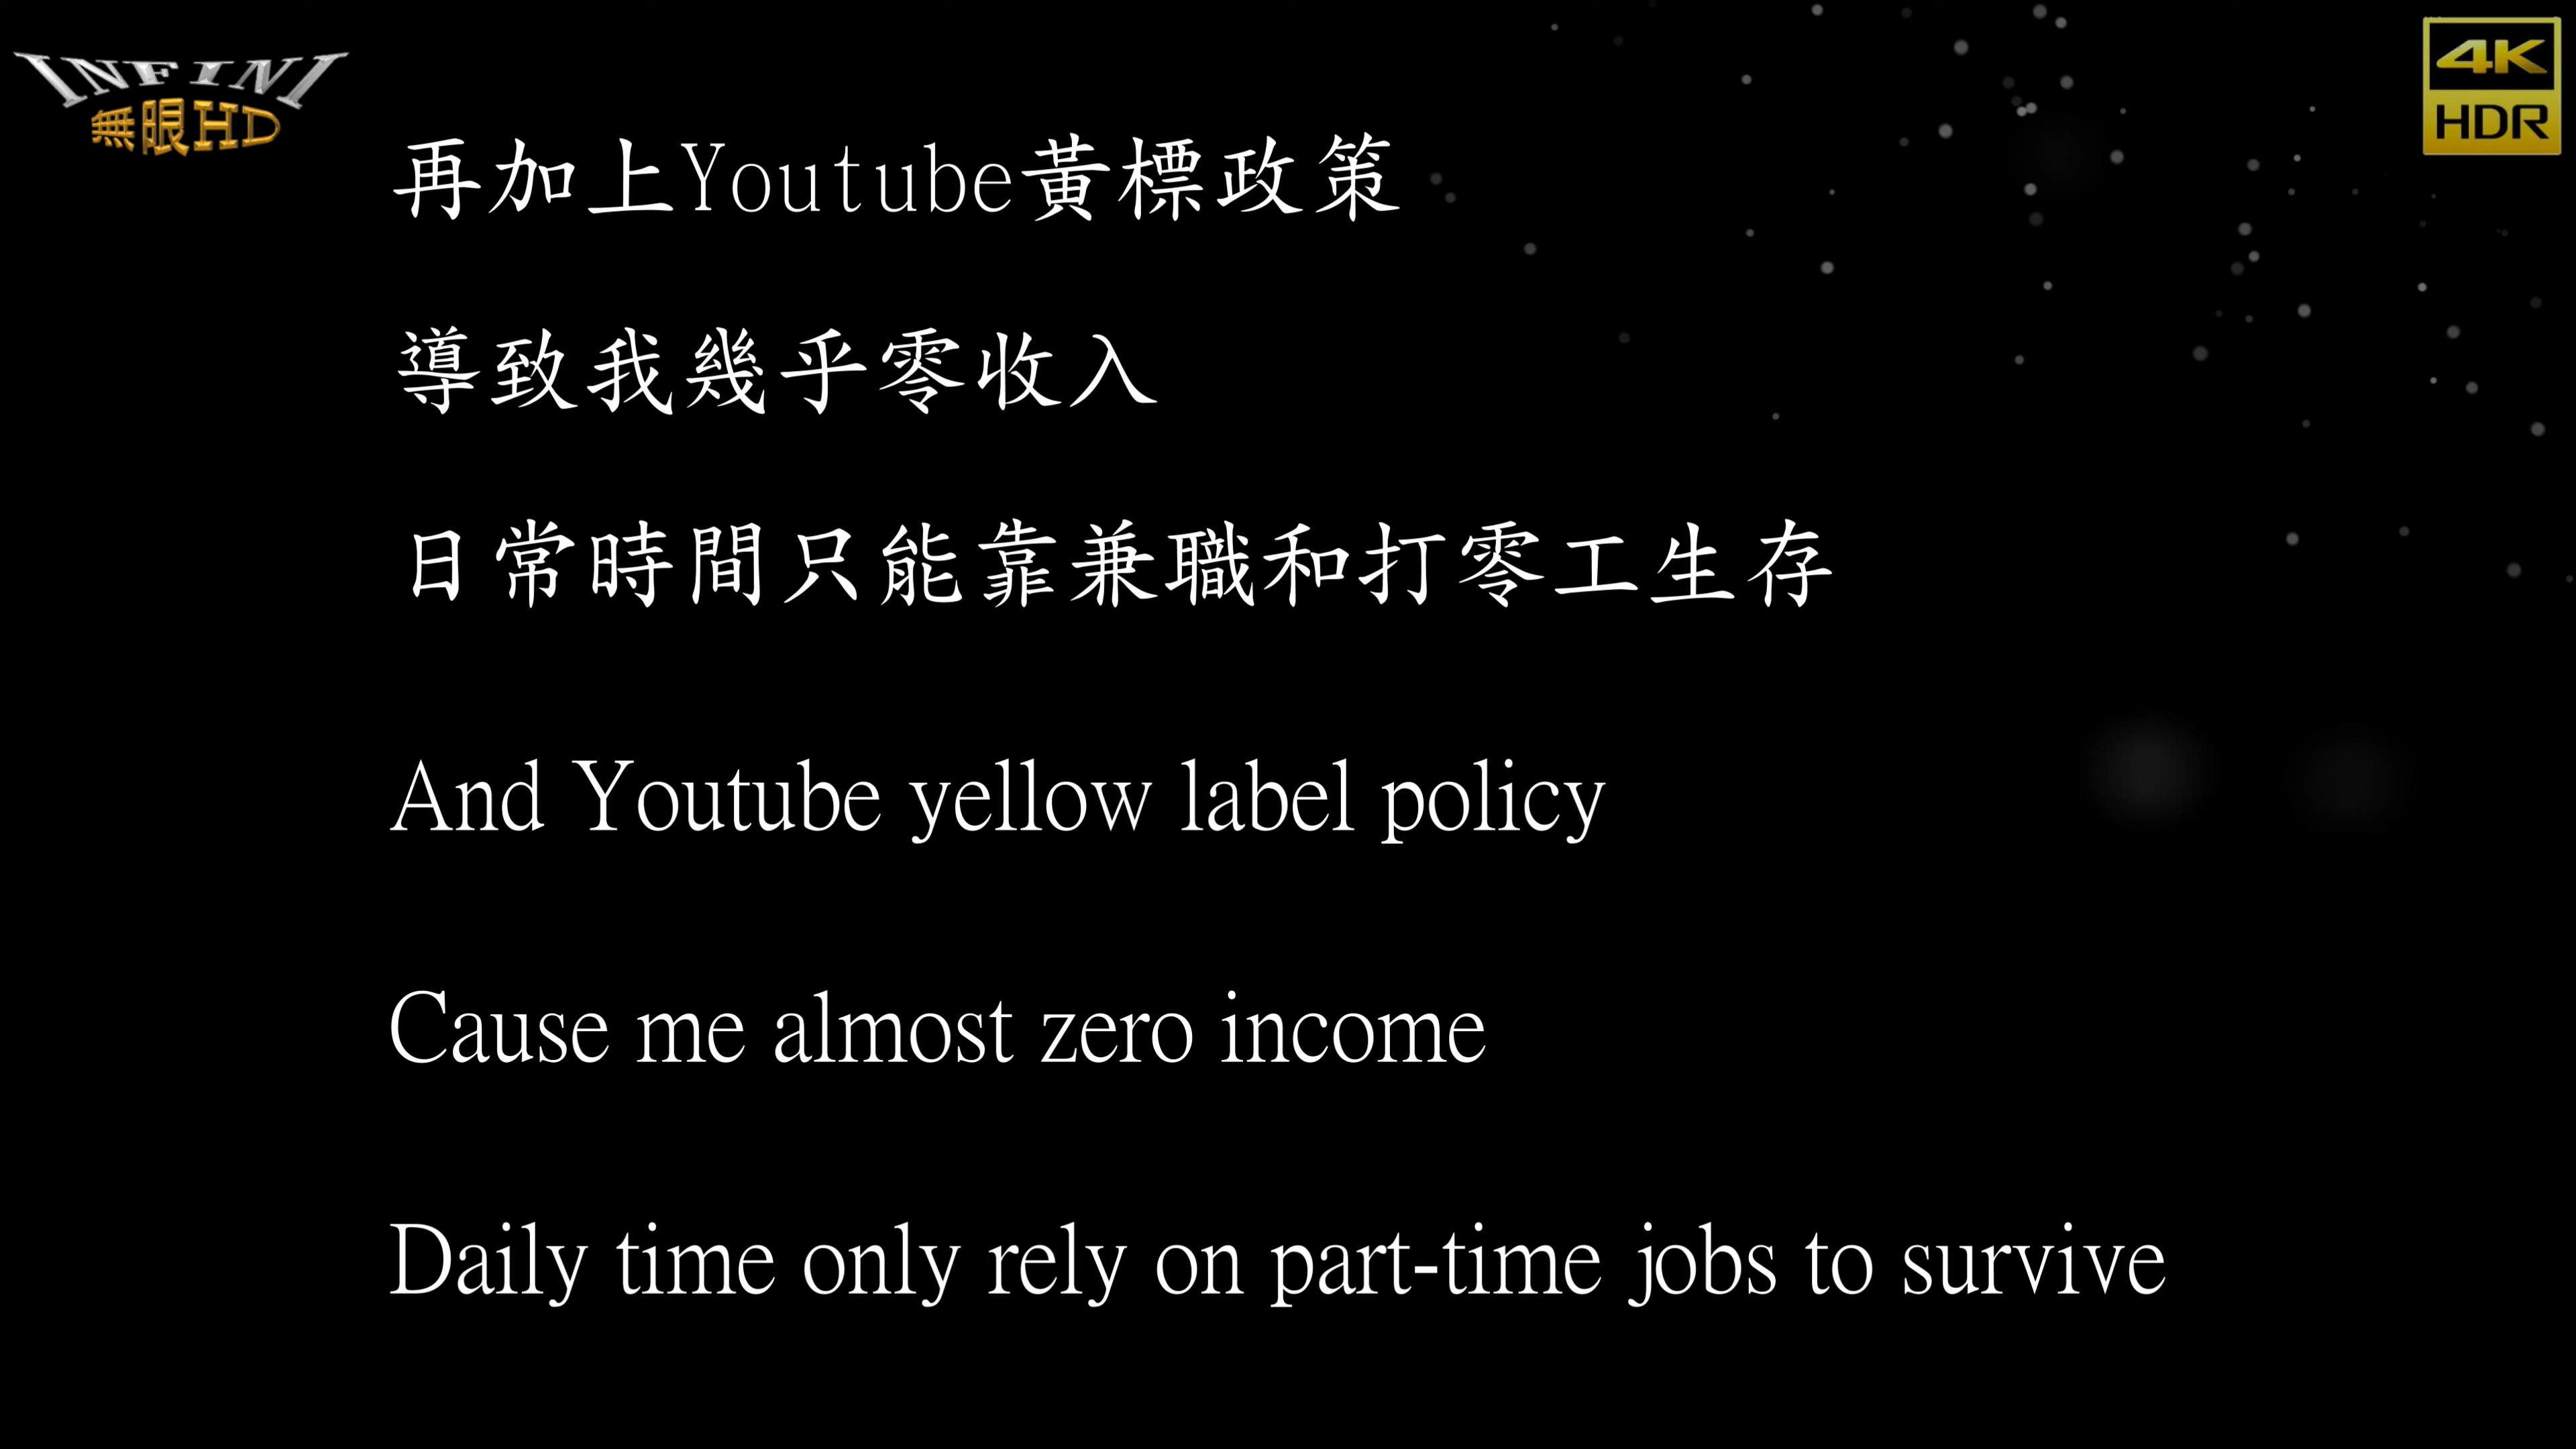 INFINI
無限HD
4K
HDR
再加上Youtube黃標政策
導致我幾乎零收入
日常時間只能靠兼職和打零工生存
And Youtube yellow label policy
Cause me almost zero income
Daily time only rely on part-time jobs to survive